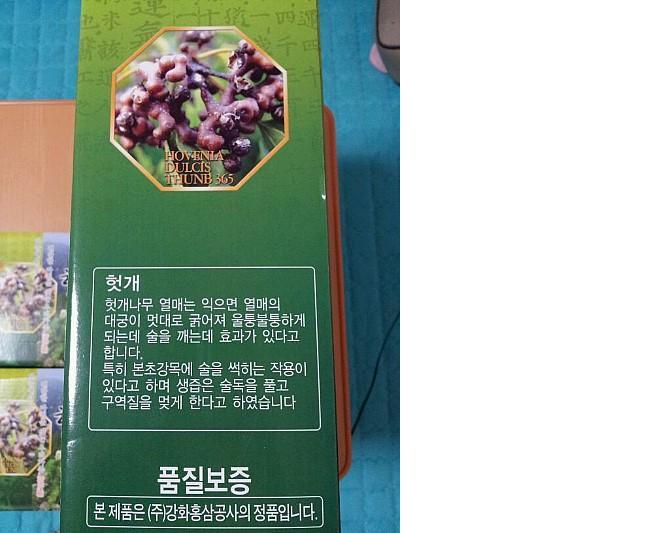 HOVENIA
DULCIS
THUNB 365
헛개
헛개나무 열매는 익으면 열매의
대궁이 멋대로 굵어져 울퉁불퉁하게
되는데 술을 깨는데 효과가 있다고
합니다.
특히 본초강목에 술을 썩히는 작용이
있다고 하며 생즙은 술독을 풀고
구역질을 멎게 한다고 하였습니다
품질보증
본 제품은 (주)강화홍삼공사의 정품입니다.